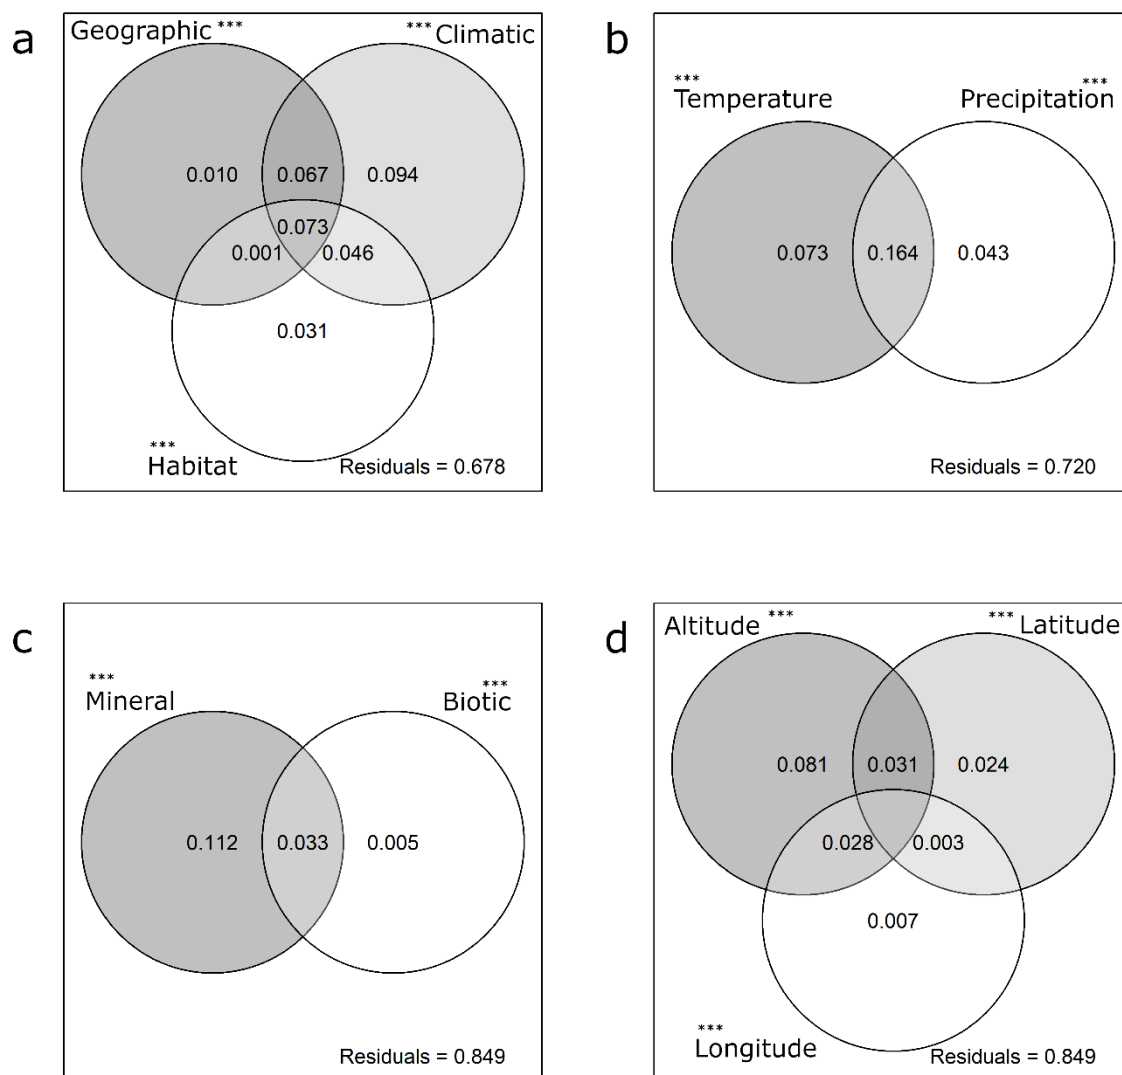 a
Geographic ***
*** Climatic
0.010
0.067
0.094
0.073
0.001
0.046
0.031
***
Habitat
Residuals = 0.678
b
***
Temperature
***
Precipitation
0.073
0.164
0.043
Residuals = 0.720
c
***
Mineral
***
Biotic
0.112
0.033
0.005
Residuals = 0.849
d
Altitude ***
*** Latitude
0.081
0.031
0.024
0.028
0.003
0.007
***
Longitude
Residuals = 0.849